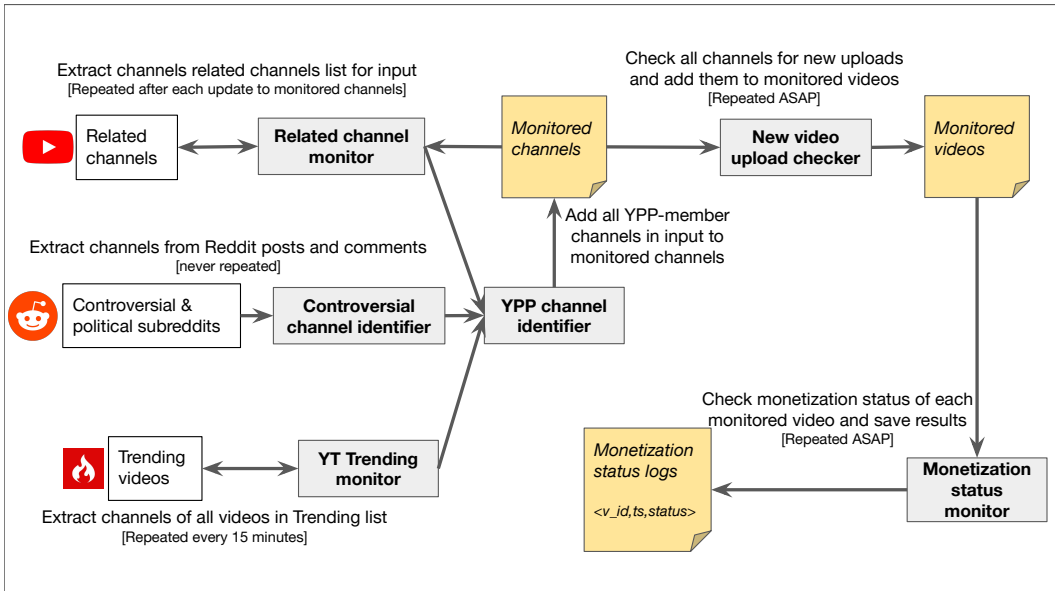 Extract channels related channels list for input
[Repeated after each update to monitored channels]
Related
channels
Related channel
monitor
Monitored
channels
Check all channels for new uploads
and add them to monitored videos
[Repeated ASAP]
New video
upload checker
Monitored
videos
Add all YPP-member
channels in input to
monitored channels
Extract channels from Reddit posts and comments
[never repeated]
Controversial &
political subreddits
Controversial
channel identifier
YPP channel
identifier
Trending
videos
YT Trending
monitor
Extract channels of all videos in Trending list
[Repeated every 15 minutes]
Check monetization status of each
monitored video and save results
[Repeated ASAP]
Monetization
status logs
<v_id,ts,status>
Monetization
status
monitor